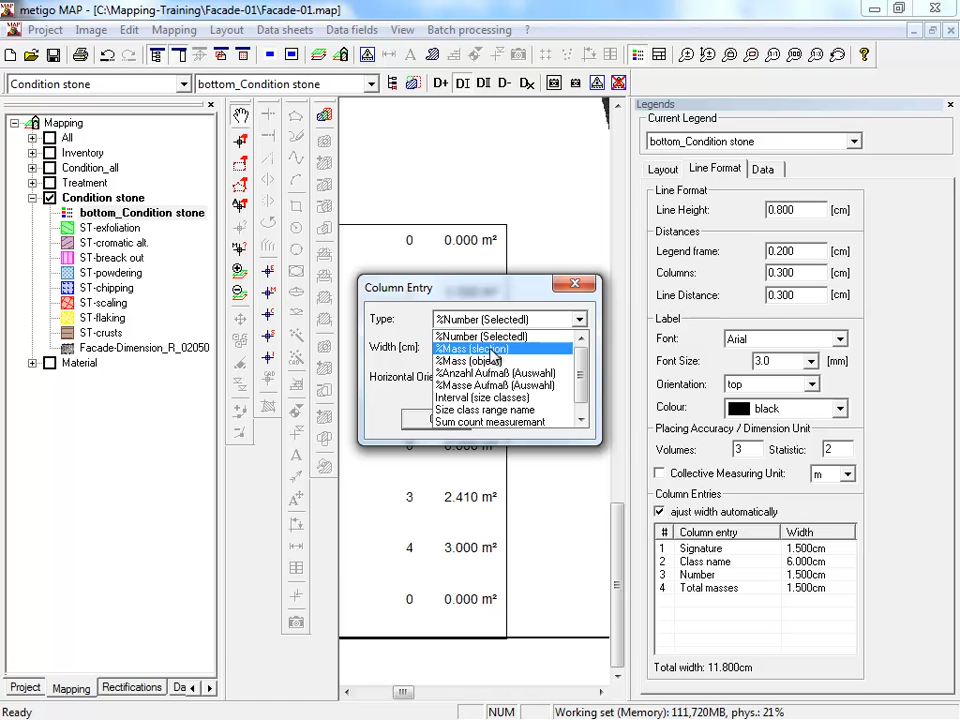 metigo MAP - [C:\Mapping-Training\Facade-01\Facade-01.map]
Project Image Edit Mapping Layout Data sheets Data fields View Batch processing ?
Condition stone
bottom_Condition stone
D+ DI D- 
Mapping
All
Inventory
Condition_all
Treatment
Condition stone
bottom_Condition stone
ST-exfoliation
ST-cromatic alt.
ST-breack out
ST-powdering
ST-chipping
ST-scaling
ST-flaking
ST-crusts
Facade-Dimension_R_02050
Material
Project Mapping Rectifications Da
0 0.000 m²
3 2.410 m²
4 3.000 m²
0 0.000 m²
Column Entry
Type: %Number (Selected)
Width [cm]:
Horizontal Orie
%Number (Selected)
%Mass (slection)
%Mass (obje
%Anzahl Aufmaß (Auswahl)
%Masse Aufmaß (Auswahl)
Interval (size classes)
Size class range name
Sum count measuremant
Legends
Current Legend
bottom_Condition stone
Layout Line Format Data
Line Format
Line Height: 0.800 [cm]
Distances
Legend frame: 0.200 [cm]
Columns: 0.300 [cm]
Line Distance: 0.300 [cm]
Label
Font: Arial
Font Size: 3.0 [mm]
Orientation: top
Colour: black
Placing Accuracy / Dimension Unit
Volumes: 3 Statistic: 2
Collective Measuring Unit: m
Column Entries
ajust width automatically
# Column entry Width
1 Signature 1.500cm
2 Class name 6.000cm
3 Number 1.500cm
4 Total masses 1.500cm
Total width: 11.800cm
Ready
NUM
Working set (Memory): 111,720MB, phys.: 21%